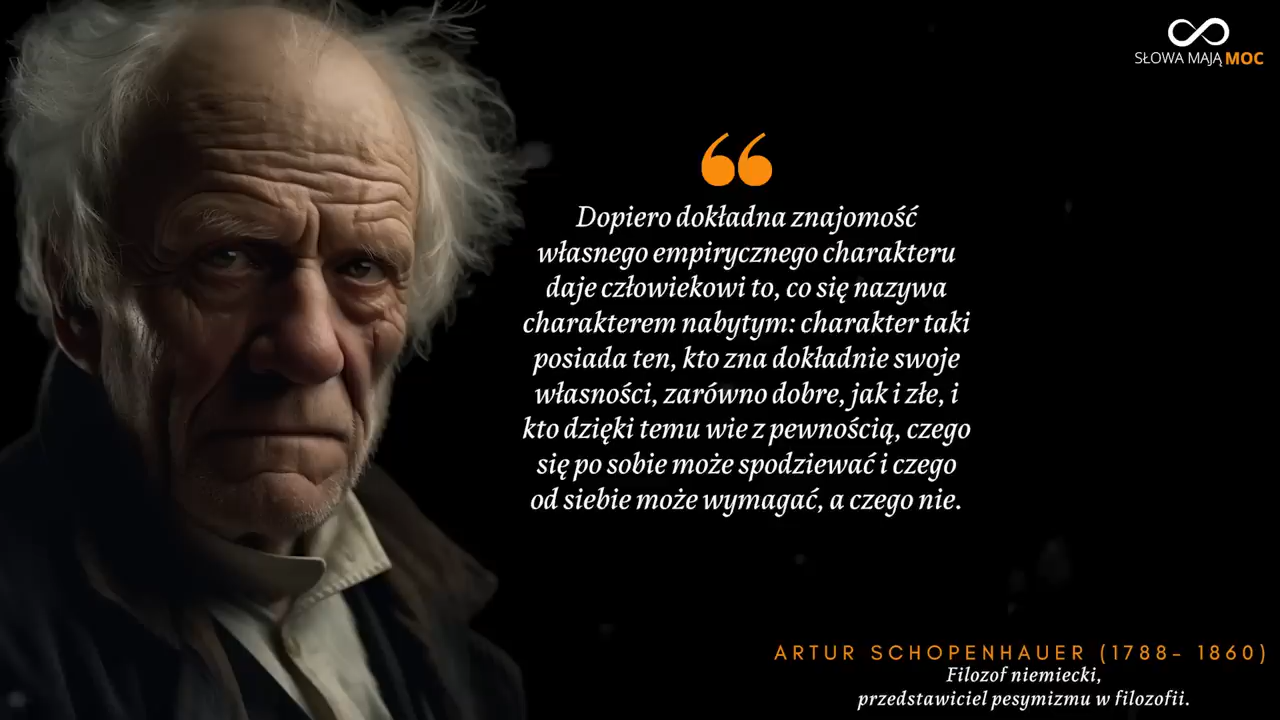 SŁOWA MAJĄ MOC
Dopiero dokładna znajomość
własnego empirycznego charakteru
daje człowiekowi to, co się nazywa
charakterem nabytym: charakter taki
posiada ten, kto zna dokładnie swoje
własności, zarówno dobre, jak i złe, i
kto dzięki temu wie z pewnością, czego
się po sobie może spodziewać i czego
od siebie może wymagać, a czego nie.
ARTUR SCHOPENHAUER (1788- 1860)
Filozof niemiecki,
przedstawiciel pesymizmu w filozofii.